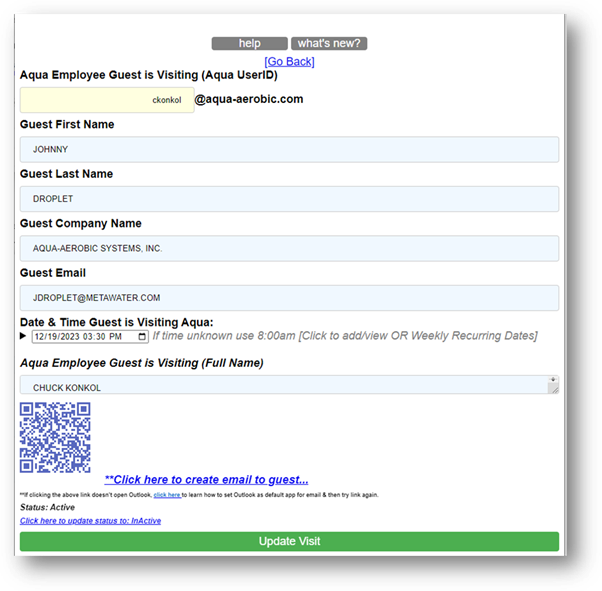 help what's new?
[Go Back]
Aqua Employee Guest is Visiting (Aqua UserID)
ckonkol @aqua-aerobic.com
Guest First Name
JOHNNY
Guest Last Name
DROPLET
Guest Company Name
AQUA-AEROBIC SYSTEMS, INC.
Guest Email
JDROPLET@METAWATER.COM
Date & Time Guest is Visiting Aqua:
12/19/2023 03:30 PM If time unknown use 8:00am [Click to add/view OR Weekly Recurring Dates]
Aqua Employee Guest is Visiting (Full Name)
CHUCK KONKOL
**Click here to create email to guest...
**If clicking the above link doesn't open Outlook, click here to learn how to set Outlook as default app for email & then try link again.
Status: Active
Click here to update status to: InActive
Update Visit